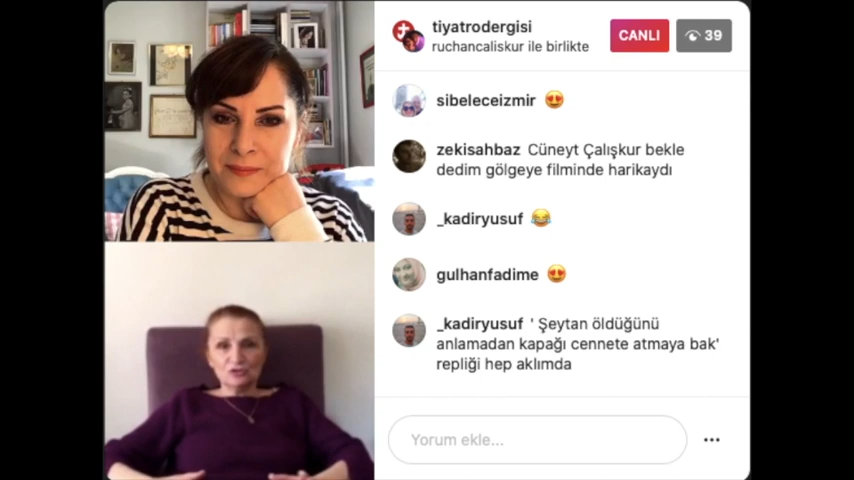 tiyatrodergisi
ruchancaliskur ile birlikte
CANLI
39
sibeleceizmir 😍
zekisahbaz Cüneyt Çalışkur bekle
dedim gölgeye filminde harikaydı
_kadiryusuf 😂
gulhanfadime 😍
_kadiryusuf ' Şeytan öldüğünü
anlamadan kapağı cennete atmaya bak'
repliği hep aklımda
Yorum ekle...